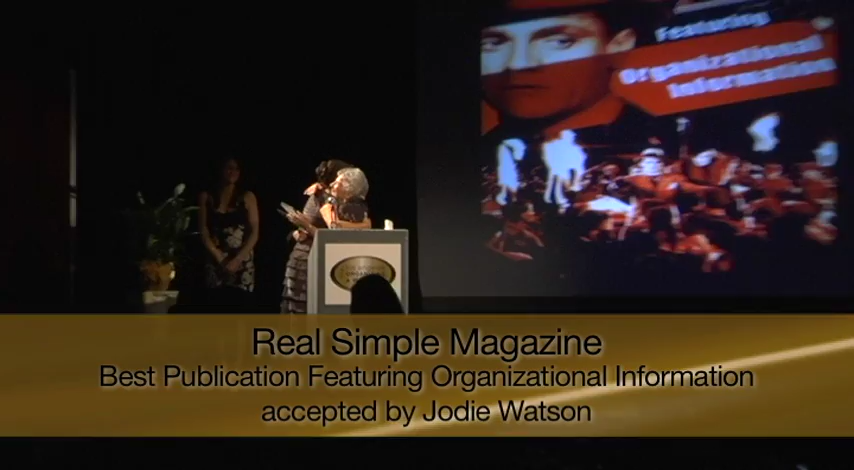 Featuring
Organizational
Information
Real Simple Magazine
Best Publication Featuring Organizational Information
accepted by Jodie Watson